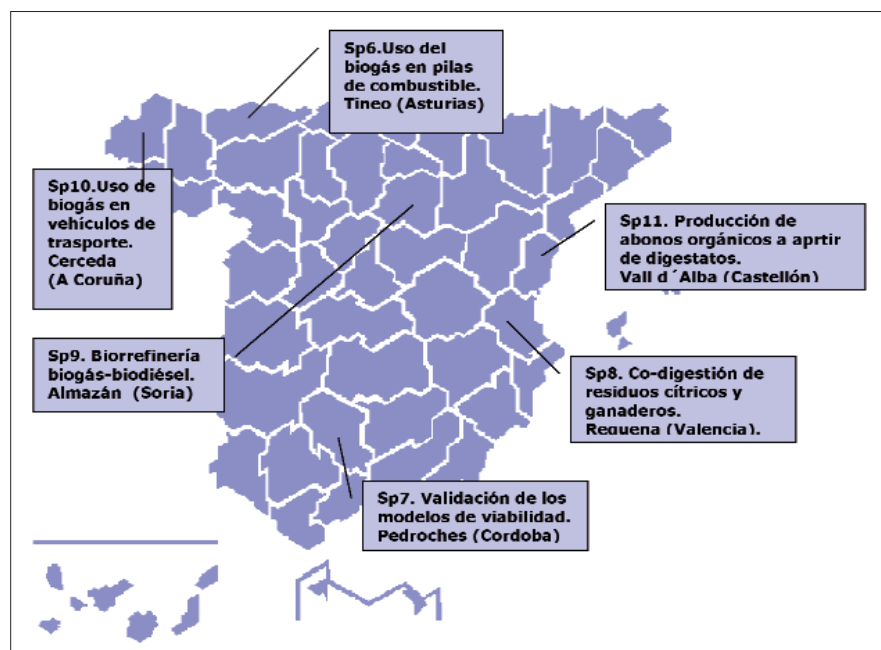 Sp6.Uso del
biogás en pilas
de combustible.
Tineo (Asturias)
Sp10.Uso de
biogás en
vehículos de
trasporte.
Cerceda
(A Coruña)
Sp11. Producción de
abonos orgánicos a aprtir
de digestatos.
Vall d´Alba (Castellón)
Sp9. Biorrefinería
biogás-biodiésel.
Almazán (Soria)
Sp8. Co-digestión de
residuos cítricos y
ganaderos.
Requena (Valencia).
Sp7. Validación de los
modelos de viabilidad.
Pedroches (Cordoba)